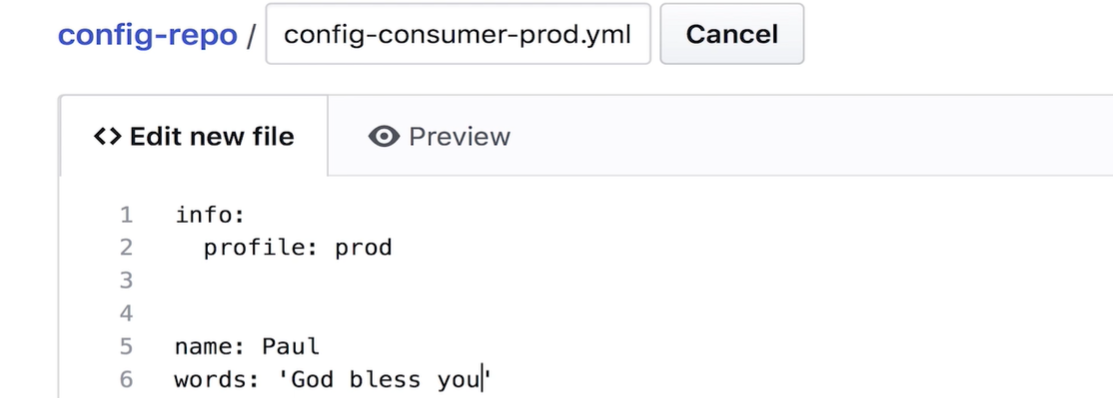 config-repo / config-consumer-prod.yml Cancel
<> Edit new file Preview
1 info:
2   profile: prod
3
4
5 name: Paul
6 words: 'God bless you'